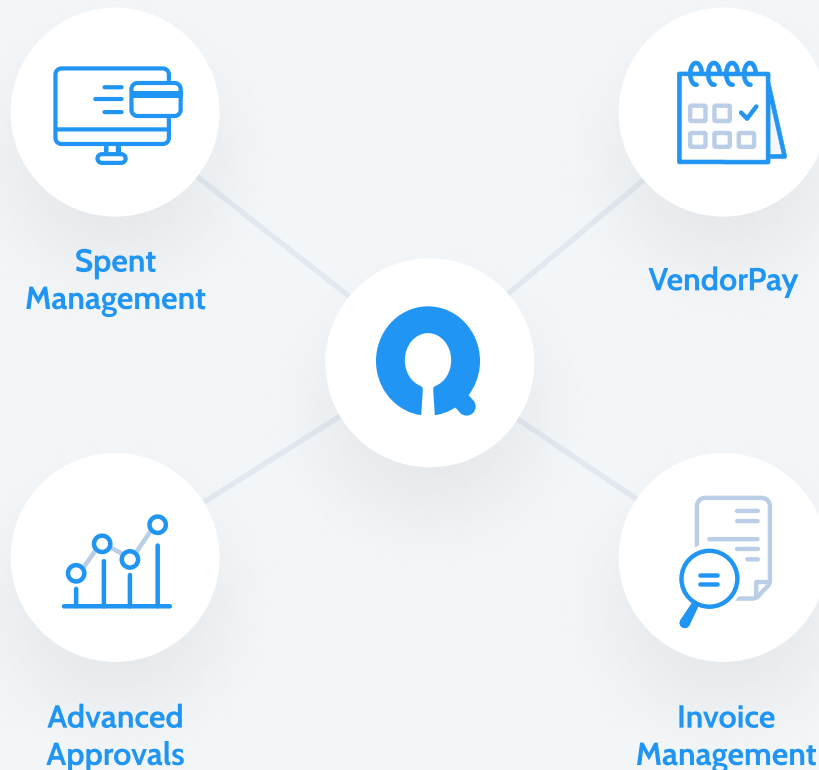 Spent
Management
VendorPay
Advanced
Approvals
Invoice
Management